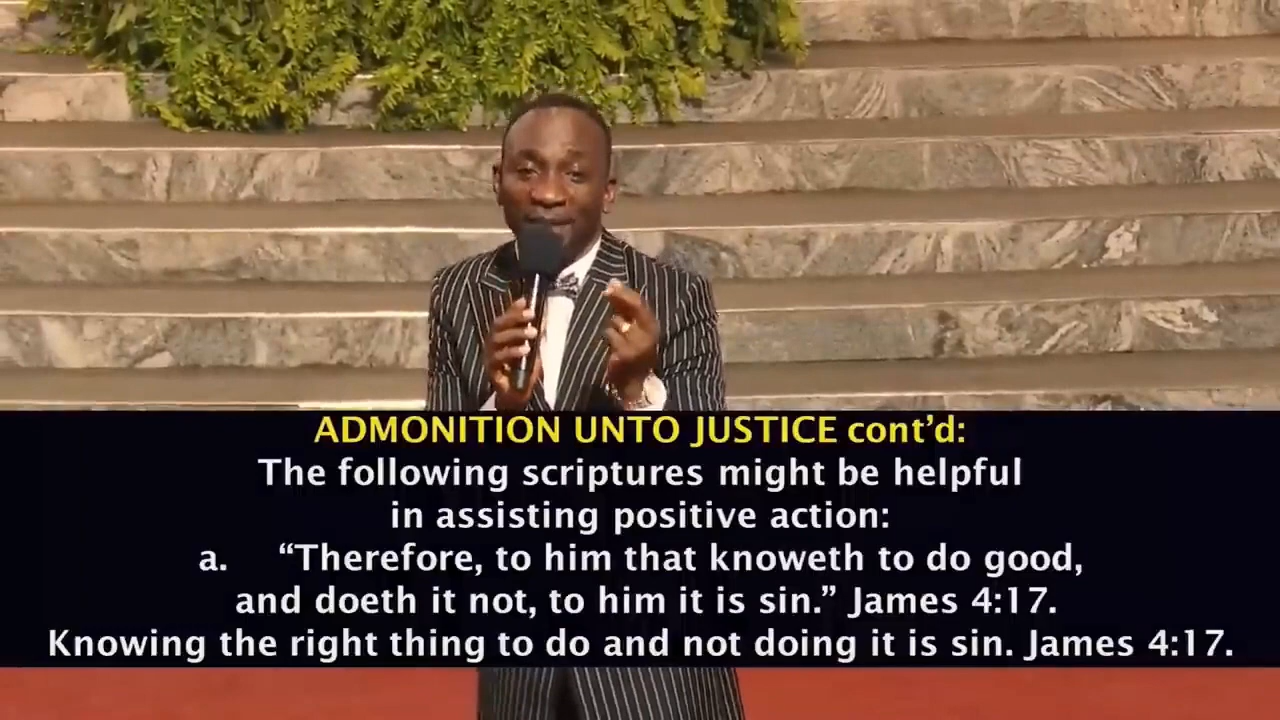 ADMONITION UNTO JUSTICE cont’d:
The following scriptures might be helpful
in assisting positive action:
a. “Therefore, to him that knoweth to do good,
and doeth it not, to him it is sin.” James 4:17.
Knowing the right thing to do and not doing it is sin. James 4:17.